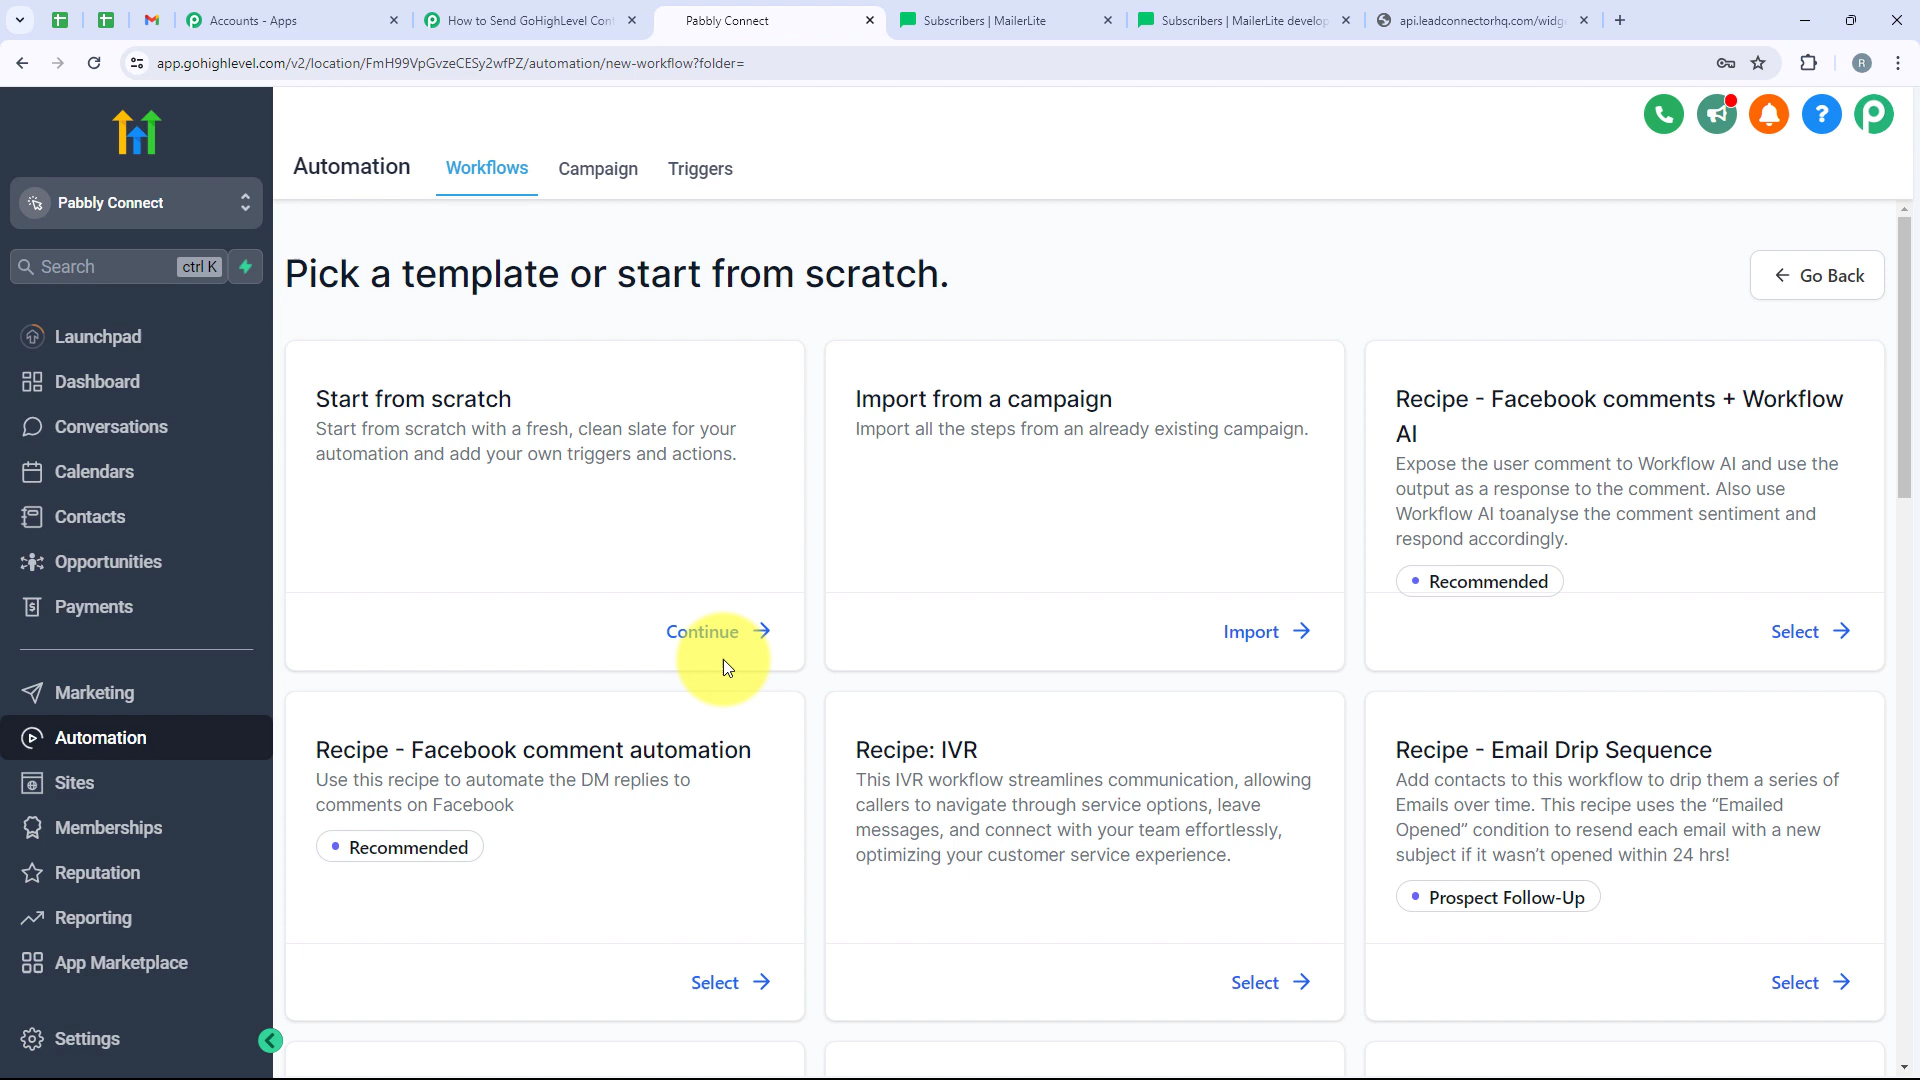 Accounts - Apps
How to Send GoHighLevel Cont
Pabbly Connect
Subscribers | MailerLite
Subscribers | MailerLite develop
api.leadconnectorhq.com/widg
app.gohighlevel.com/v2/location/FmH99VpGvzeCESy2wfPZ/automation/new-workflow?folder=
R
Pabbly Connect
Search
ctrl K
Launchpad
Dashboard
Conversations
Calendars
Contacts
Opportunities
Payments
Marketing
Automation
Sites
Memberships
Reputation
Reporting
App Marketplace
Settings
Automation
Workflows
Campaign
Triggers
Pick a template or start from scratch.
Go Back
Start from scratch
Start from scratch with a fresh, clean slate for your
automation and add your own triggers and actions.
Continue
Import from a campaign
Import all the steps from an already existing campaign.
Import
Recipe - Facebook comments + Workflow
AI
Expose the user comment to Workflow AI and use the
output as a response to the comment. Also use
Workflow AI toanalyse the comment sentiment and
respond accordingly.
Recommended
Select
Recipe - Facebook comment automation
Use this recipe to automate the DM replies to
comments on Facebook
Recommended
Select
Recipe: IVR
This IVR workflow streamlines communication, allowing
callers to navigate through service options, leave
messages, and connect with your team effortlessly,
optimizing your customer service experience.
Select
Recipe - Email Drip Sequence
Add contacts to this workflow to drip them a series of
Emails over time. This recipe uses the “Emailed
Opened” condition to resend each email with a new
subject if it wasn’t opened within 24 hrs!
Prospect Follow-Up
Select